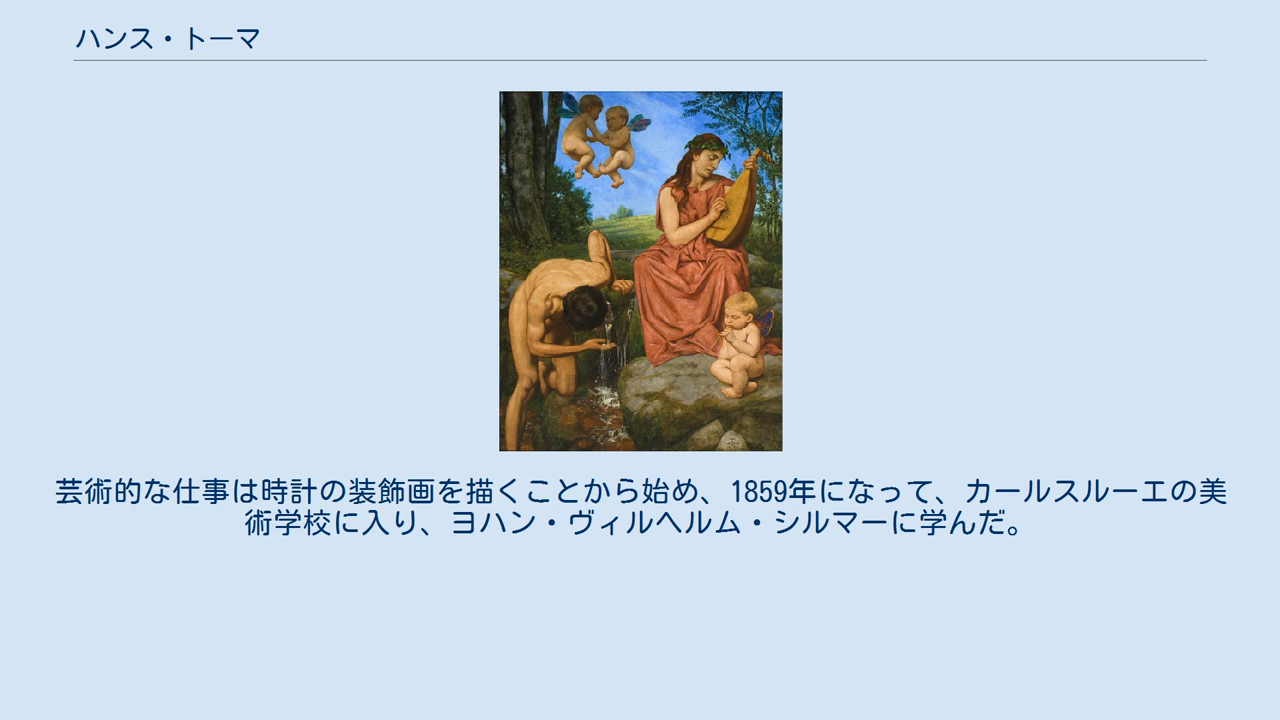 ハンス・トーマ
芸術的な仕事は時計の装飾画を描くことから始め、1859年になって、カールスルーエの美
術学校に入り、ヨハン・ヴィルヘルム・シルマーに学んだ。